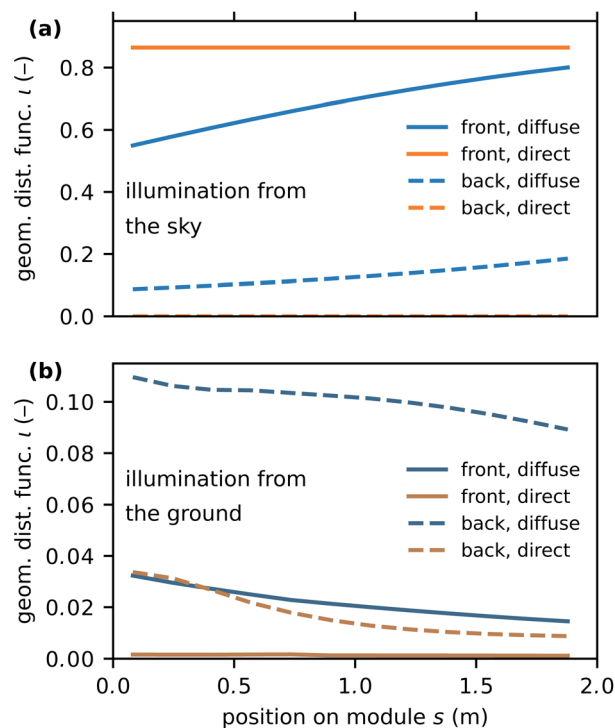 (a)
geom. dist. func. ι (−)
0.8
0.6
0.4
0.2
0.0
front, diffuse
front, direct
back, diffuse
back, direct
illumination from
the sky
(b)
geom. dist. func. ι (−)
0.10
0.08
0.06
0.04
0.02
0.00
illumination from
the ground
front, diffuse
front, direct
back, diffuse
back, direct
0.0 0.5 1.0 1.5 2.0
position on module s (m)